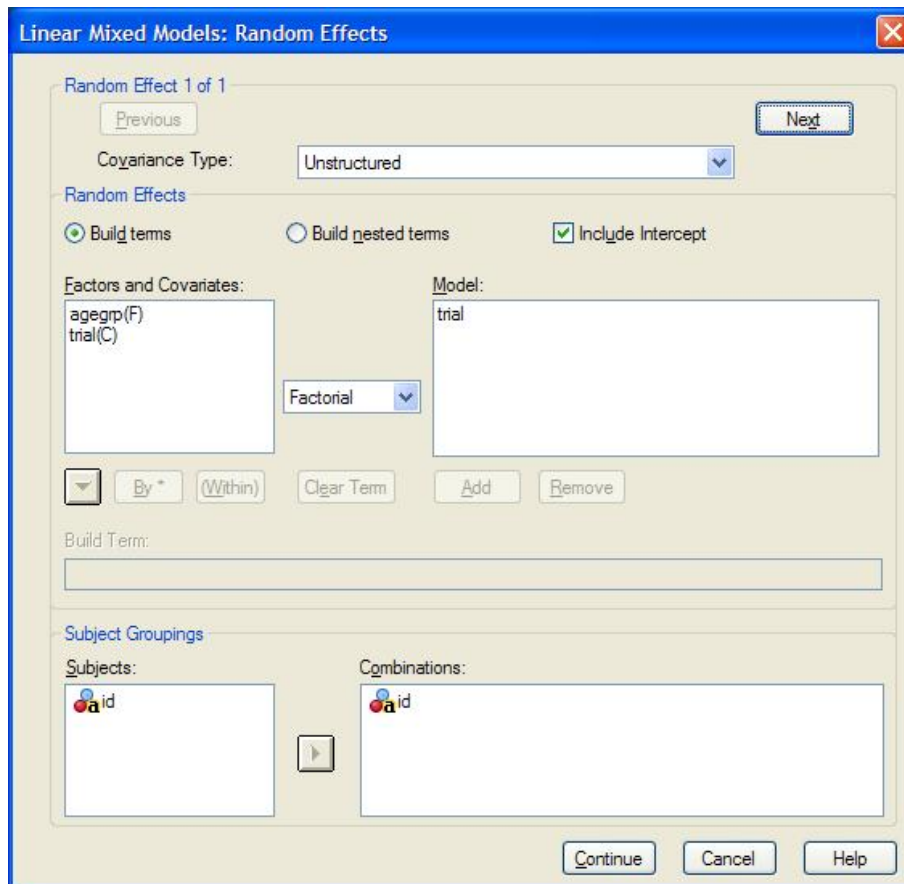 Linear Mixed Models: Random Effects
Random Effect 1 of 1
Previous
Next
Covariance Type:
Unstructured
Random Effects
Build terms
Build nested terms
Include Intercept
Factors and Covariates:
Model:
agegrp(F)
trial(C)
trial
Factorial
By *
(Within)
Clear Term
Add
Remove
Build Term:
Subject Groupings
Subjects:
Combinations:
a id
a id
Continue
Cancel
Help